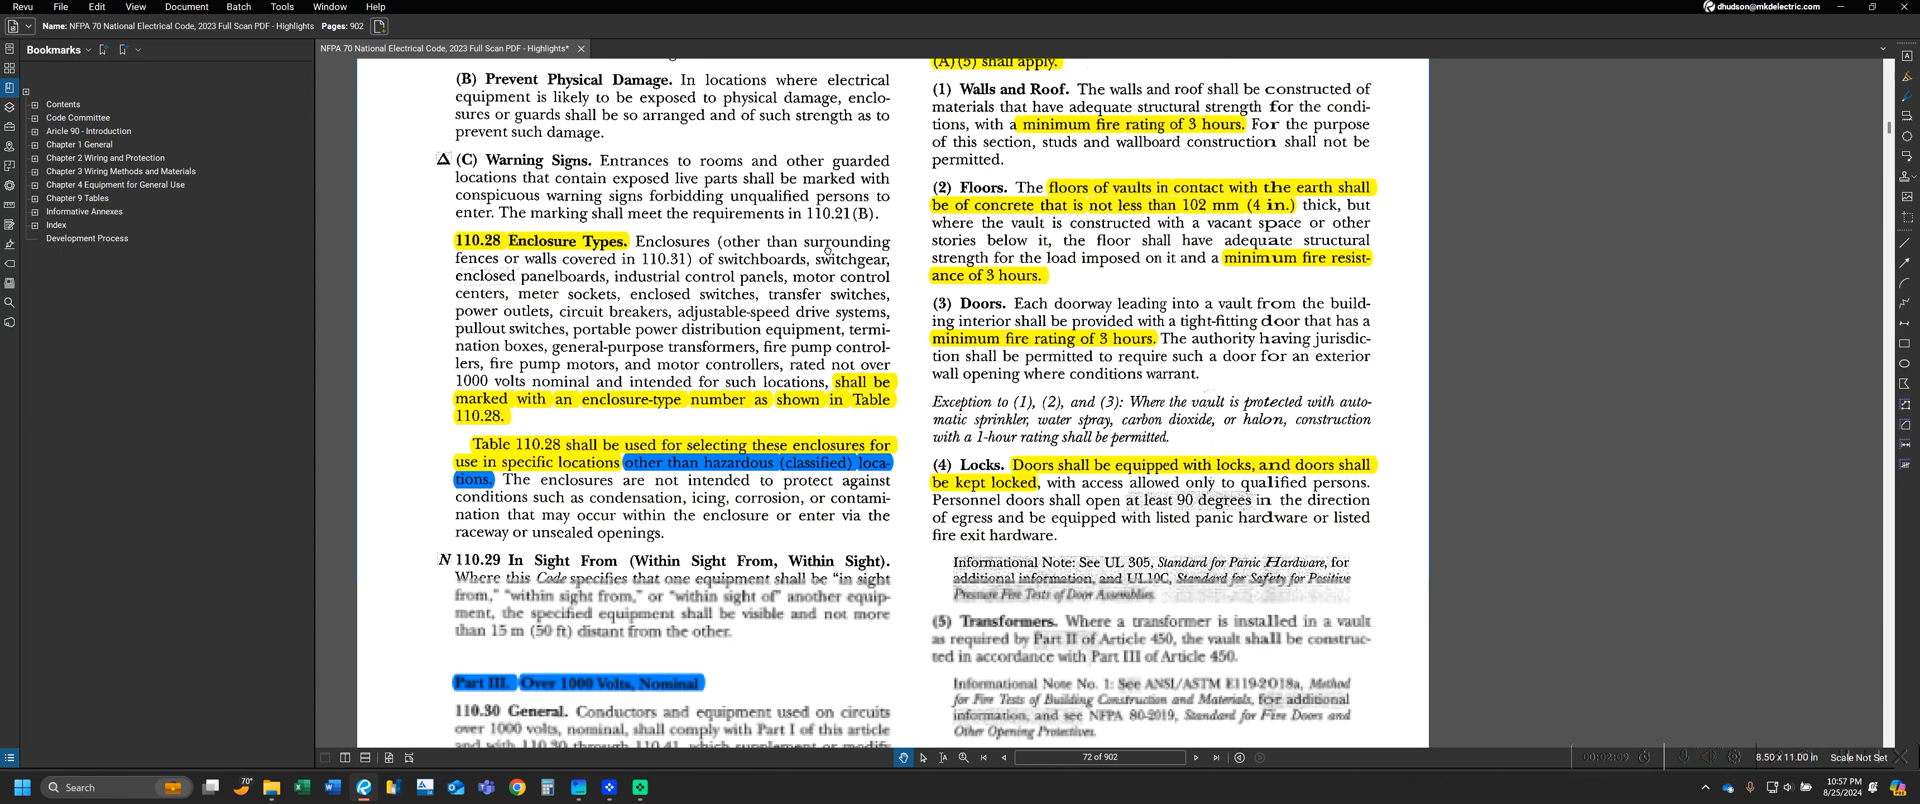 Revu File Edit View Document Batch Tools Window Help
dhudson@mkdelectric.com
Name: NFPA 70 National Electrical Code, 2023 Full Scan PDF - Highlights Pages: 902
Bookmarks
NFPA 70 National Electrical Code, 2023 Full Scan PDF - Highlights*
Contents
Code Committee
Aricle 90 - Introduction
Chapter 1 General
Chapter 2 Wiring and Protection
Chapter 3 Wiring Methods and Materials
Chapter 4 Equipment for General Use
Chapter 9 Tables
Informative Annexes
Index
Development Process
(B) Prevent Physical Damage. In locations where electrical
equipment is likely to be exposed to physical damage, enclo-
sures or guards shall be so arranged and of such strength as to
prevent such damage.
Δ (C) Warning Signs. Entrances to rooms and other guarded
locations that contain exposed live parts shall be marked with
conspicuous warning signs forbidding unqualified persons to
enter. The marking shall meet the requirements in 110.21(B).
110.28 Enclosure Types. Enclosures (other than surrounding
fences or walls covered in 110.31) of switchboards, switchgear,
enclosed panelboards, industrial control panels, motor control
centers, meter sockets, enclosed switches, transfer switches,
power outlets, circuit breakers, adjustable-speed drive systems,
pullout switches, portable power distribution equipment, termi-
nation boxes, general-purpose transformers, fire pump control-
lers, fire pump motors, and motor controllers, rated not over
1000 volts nominal and intended for such locations, shall be
marked with an enclosure-type number as shown in Table
110.28.
Table 110.28 shall be used for selecting these enclosures for
use in specific locations other than hazardous (classified) loca-
tions. The enclosures are not intended to protect against
conditions such as condensation, icing, corrosion, or contami-
nation that may occur within the enclosure or enter via the
raceway or unsealed openings.
N 110.29 In Sight From (Within Sight From, Within Sight).
Where this Code specifies that one equipment shall be "in sight
from," "within sight from," or "within sight of" another equip-
ment, the specified equipment shall be visible and not more
than 15 m (50 ft) distant from the other.
Part III. Over 1000 Volts, Nominal
110.30 General. Conductors and equipment used on circuits
over 1000 volts, nominal, shall comply with Part I of this article
and with 110.30 through 110.41, which supplement or modify
(A)(5) shall apply.
(1) Walls and Roof. The walls and roof shall be constructed of
materials that have adequate structural strength for the condi-
tions, with a minimum fire rating of 3 hours. For the purpose
of this section, studs and wallboard construction shall not be
permitted.
(2) Floors. The floors of vaults in contact with the earth shall
be of concrete that is not less than 102 mm (4 in.) thick, but
where the vault is constructed with a vacant space or other
stories below it, the floor shall have adequate structural
strength for the load imposed on it and a minimum fire resist-
ance of 3 hours.
(3) Doors. Each doorway leading into a vault from the build-
ing interior shall be provided with a tight-fitting door that has a
minimum fire rating of 3 hours. The authority having jurisdic-
tion shall be permitted to require such a door for an exterior
wall opening where conditions warrant.
Exception to (1), (2), and (3): Where the vault is protected with auto-
matic sprinkler, water spray, carbon dioxide, or halon, construction
with a 1-hour rating shall be permitted.
(4) Locks. Doors shall be equipped with locks, and doors shall
be kept locked, with access allowed only to qualified persons.
Personnel doors shall open at least 90 degrees in the direction
of egress and be equipped with listed panic hardware or listed
fire exit hardware.
Informational Note: See UL 305, Standard for Panic Hardware, for
additional information, and UL10C, Standard for Safety for Positive
Pressure Fire Tests of Door Assemblies.
(5) Transformers. Where a transformer is installed in a vault
as required by Part II of Article 450, the vault shall be construc-
ted in accordance with Part III of Article 450.
Informational Note No. 1: See ANSI/ASTM E119-2018a, Method
for Fire Tests of Building Construction and Materials, for additional
information, and see NFPA 80-2019, Standard for Fire Doors and
Other Opening Protectives.
72 of 902
00:02:09
8.50 x 11.00 in
Scale Not Set
Search
70°
10:57 PM
8/25/2024